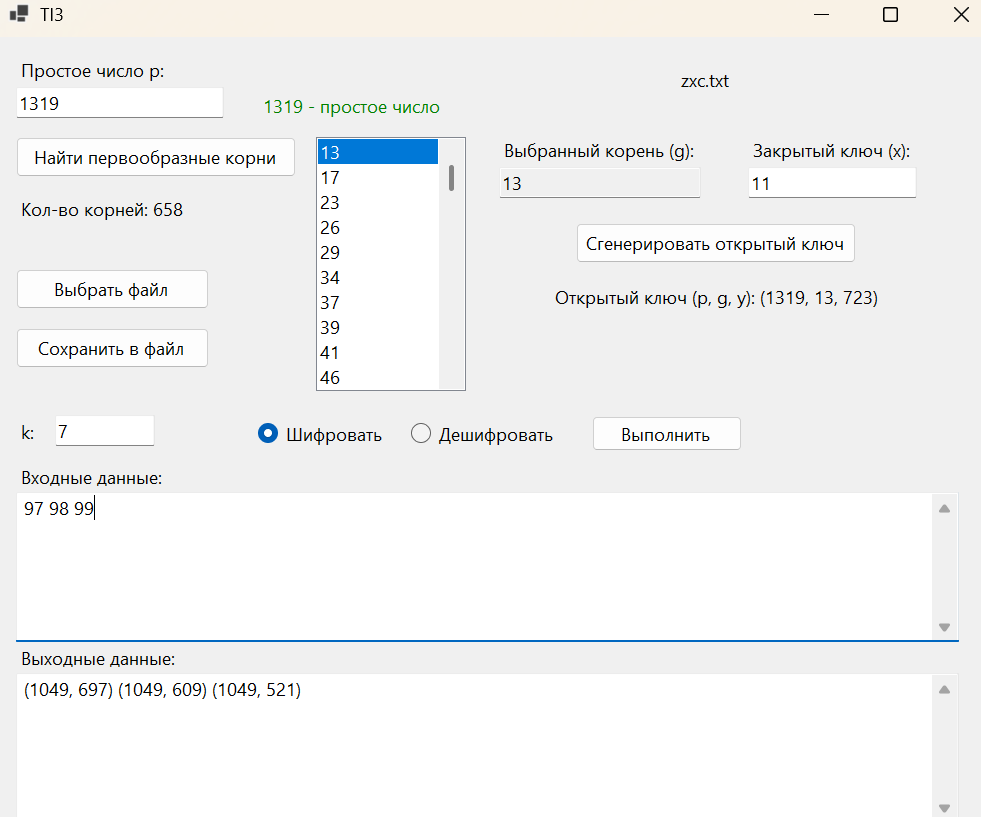 TI3
Простое число p:
zxc.txt
1319
1319 - простое число
Найти первообразные корни
13
17
23
26
29
34
37
39
41
46
Выбранный корень (g):
Закрытый ключ (x):
13
11
Кол-во корней: 658
Сгенерировать открытый ключ
Выбрать файл
Открытый ключ (p, g, y): (1319, 13, 723)
Сохранить в файл
k:
7
Шифровать
Дешифровать
Выполнить
Входные данные:
97 98 99
Выходные данные:
(1049, 697) (1049, 609) (1049, 521)